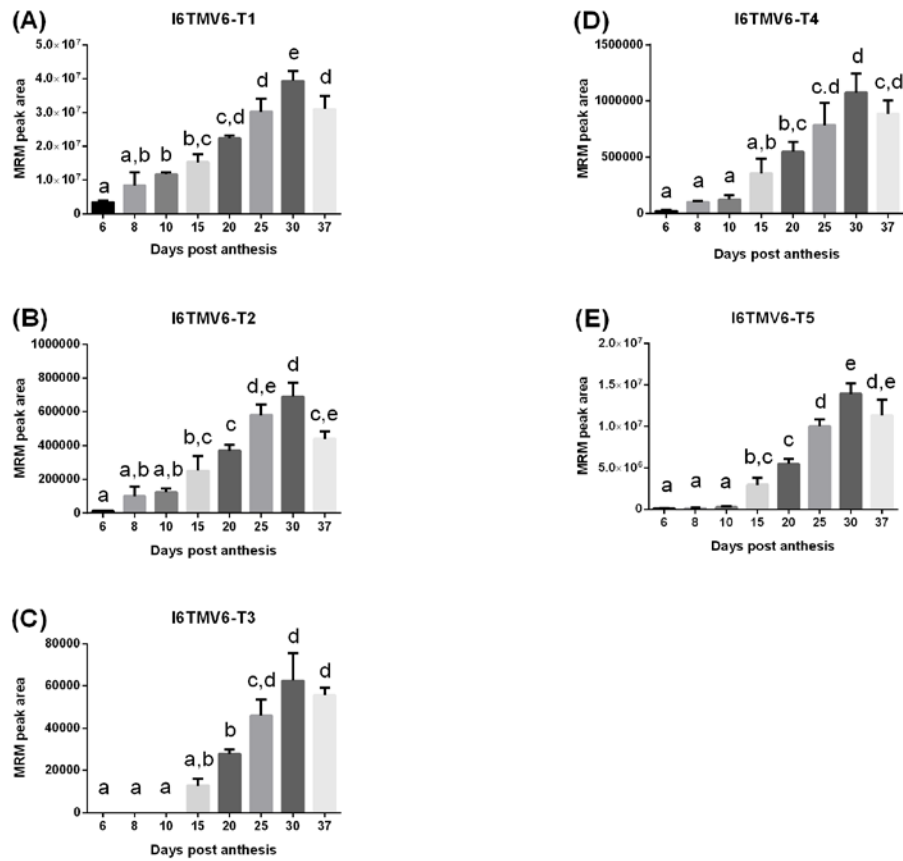 (A)
I6TMV6-T1
MRM peak area
5.0×10⁷
4.0×10⁷
3.0×10⁷
2.0×10⁷
1.0×10⁷
0
a a,b b b,c c,d d e d
6 8 10 15 20 25 30 37
Days post anthesis
(B)
I6TMV6-T2
MRM peak area
1000000
800000
600000
400000
200000
0
a a,b a,b b,c c d,e d c,e
6 8 10 15 20 25 30 37
Days post anthesis
(C)
I6TMV6-T3
MRM peak area
80000
60000
40000
20000
0
a a a a,b b c,d d d
6 8 10 15 20 25 30 37
Days post anthesis
(D)
I6TMV6-T4
MRM peak area
1500000
1000000
500000
0
a a a a,b b,c c.d d c,d
6 8 10 15 20 25 30 37
Days post anthesis
(E)
I6TMV6-T5
MRM peak area
2.0×10⁷
1.5×10⁷
1.0×10⁷
5.0×10⁶
0
a a a b,c c d e d,e
6 8 10 15 20 25 30 37
Days post anthesis